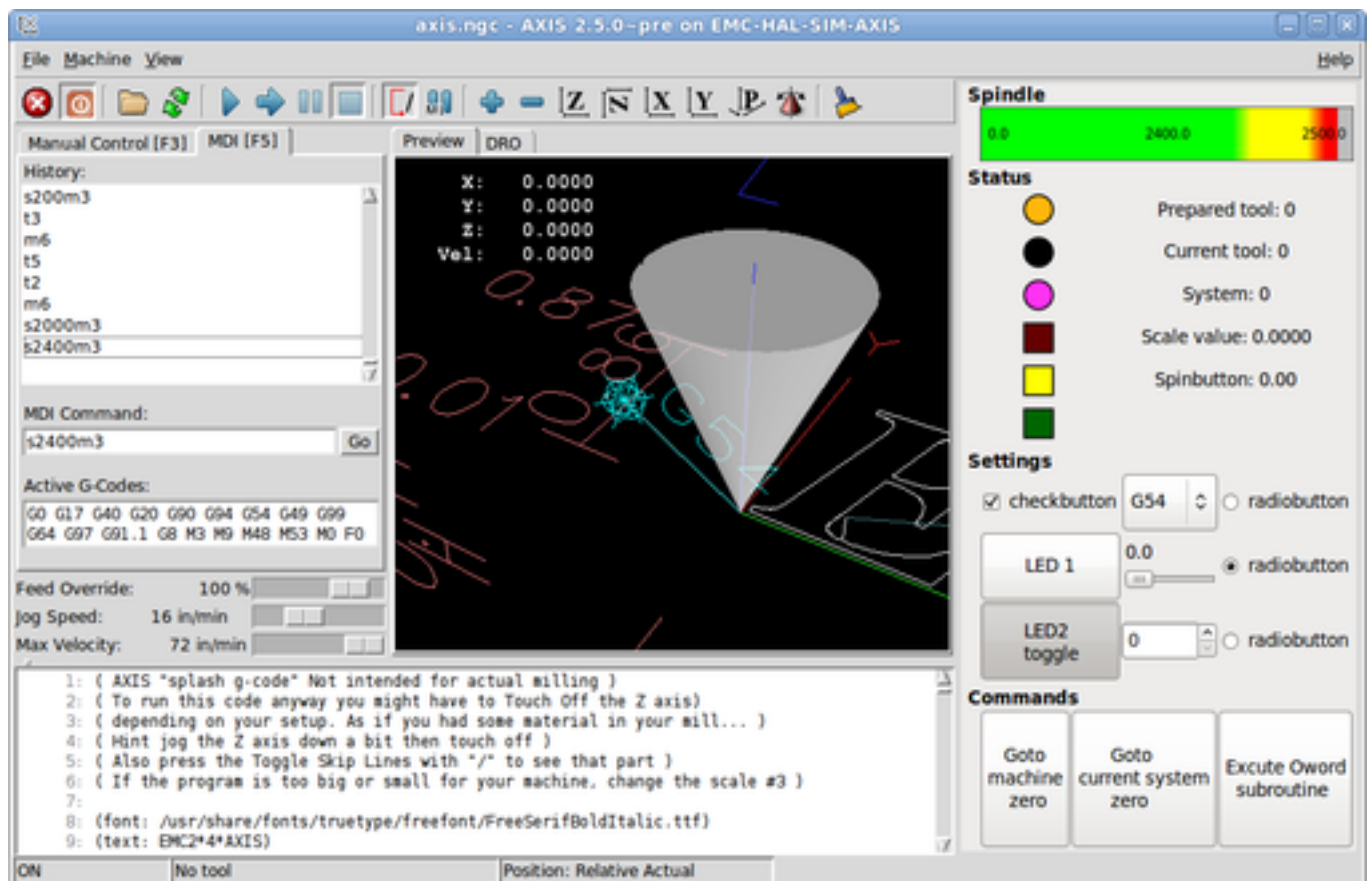 axis.ngc - AXIS 2.5.0~pre on EMC-HAL-SIM-AXIS
File Machine View Help
Manual Control [F3] MDI [F5]
History:
s200m3
t3
m6
t5
t2
m6
s2000m3
s2400m3
MDI Command:
s2400m3 Go
Active G-Codes:
G0 G17 G40 G20 G90 G94 G54 G49 G99
G64 G97 G91.1 G8 M3 M9 M48 M53 M0 F0
Feed Override: 100 %
Jog Speed: 16 in/min
Max Velocity: 72 in/min
Preview DRO
X: 0.0000
Y: 0.0000
Z: 0.0000
Vel: 0.0000
G54
Y
1: ( AXIS "splash g-code" Not intended for actual milling )
2: ( To run this code anyway you might have to Touch Off the Z axis)
3: ( depending on your setup. As if you had some material in your mill... )
4: ( Hint jog the Z axis down a bit then touch off )
5: ( Also press the Toggle Skip Lines with "/" to see that part )
6: ( If the program is too big or small for your machine, change the scale #3 )
7:
8: (font: /usr/share/fonts/truetype/freefont/FreeSerifBoldItalic.ttf)
9: (text: EMC2*4*AXIS)
ON No tool Position: Relative Actual
Spindle
0.0 2400.0 2500.0
Status
Prepared tool: 0
Current tool: 0
System: 0
Scale value: 0.0000
Spinbutton: 0.00
Settings
checkbutton G54 radiobutton
LED 1 0.0 radiobutton
LED2
toggle
0 radiobutton
Commands
Goto
machine
zero
Goto
current system
zero
Excute Oword
subroutine